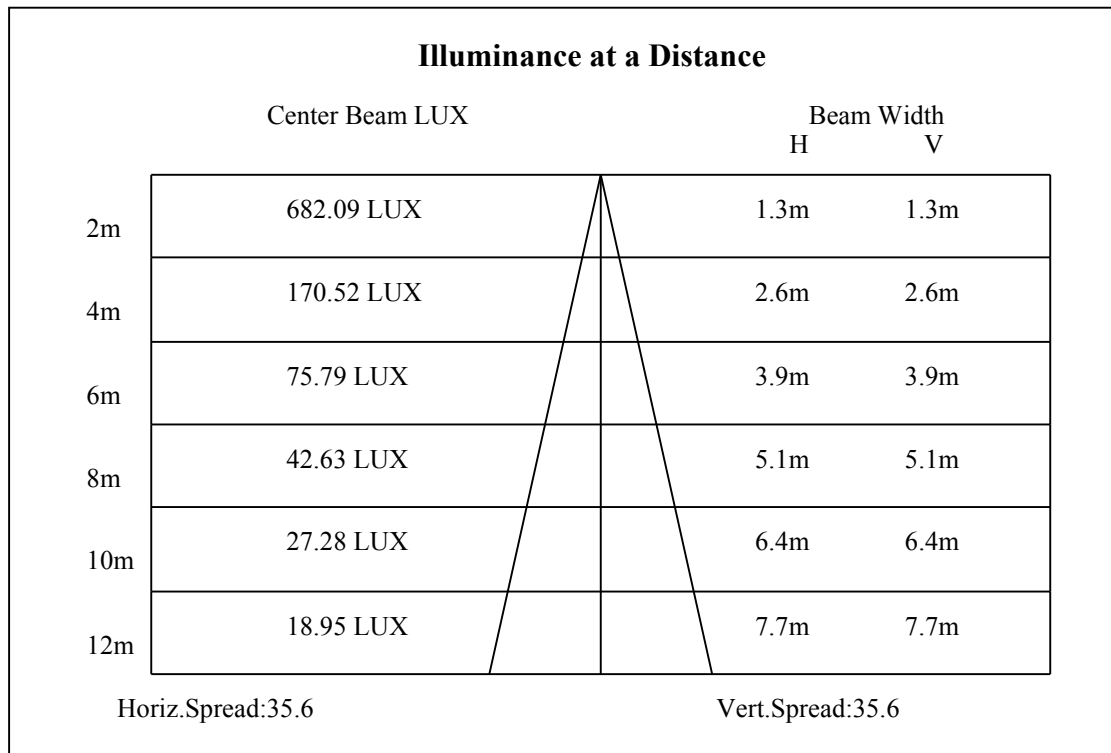 Illuminance at a Distance
Center Beam LUX Beam Width
H V
682.09 LUX 1.3m 1.3m
2m
170.52 LUX 2.6m 2.6m
4m
75.79 LUX 3.9m 3.9m
6m
42.63 LUX 5.1m 5.1m
8m
27.28 LUX 6.4m 6.4m
10m
18.95 LUX 7.7m 7.7m
12m
Horiz.Spread:35.6 Vert.Spread:35.6